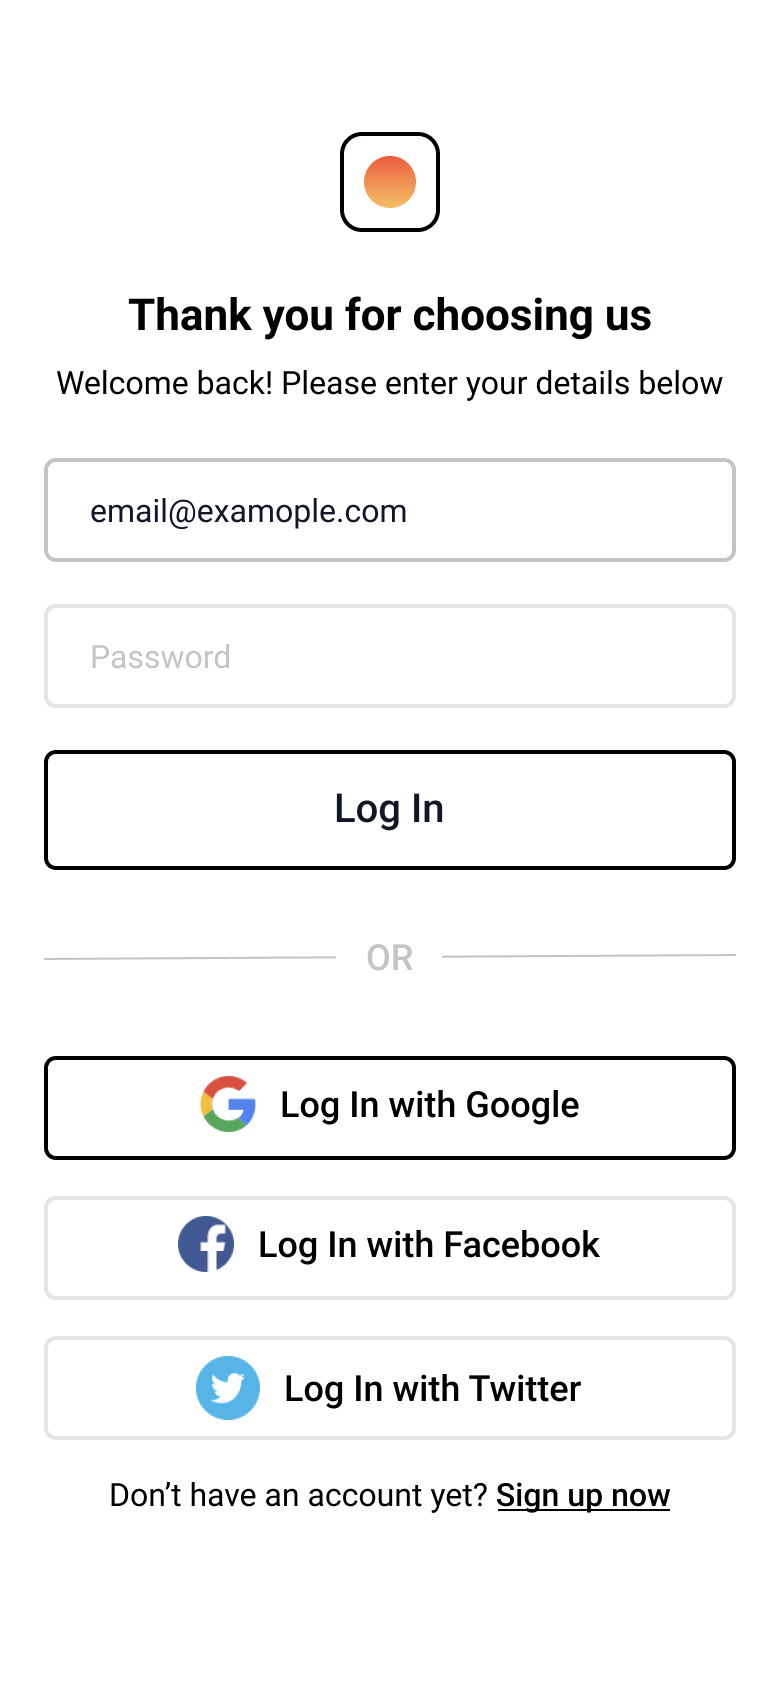 Thank you for choosing us
Welcome back! Please enter your details below
email@examople.com
Password
Log In
OR
Log In with Google
Log In with Facebook
Log In with Twitter
Don’t have an account yet? Sign up now